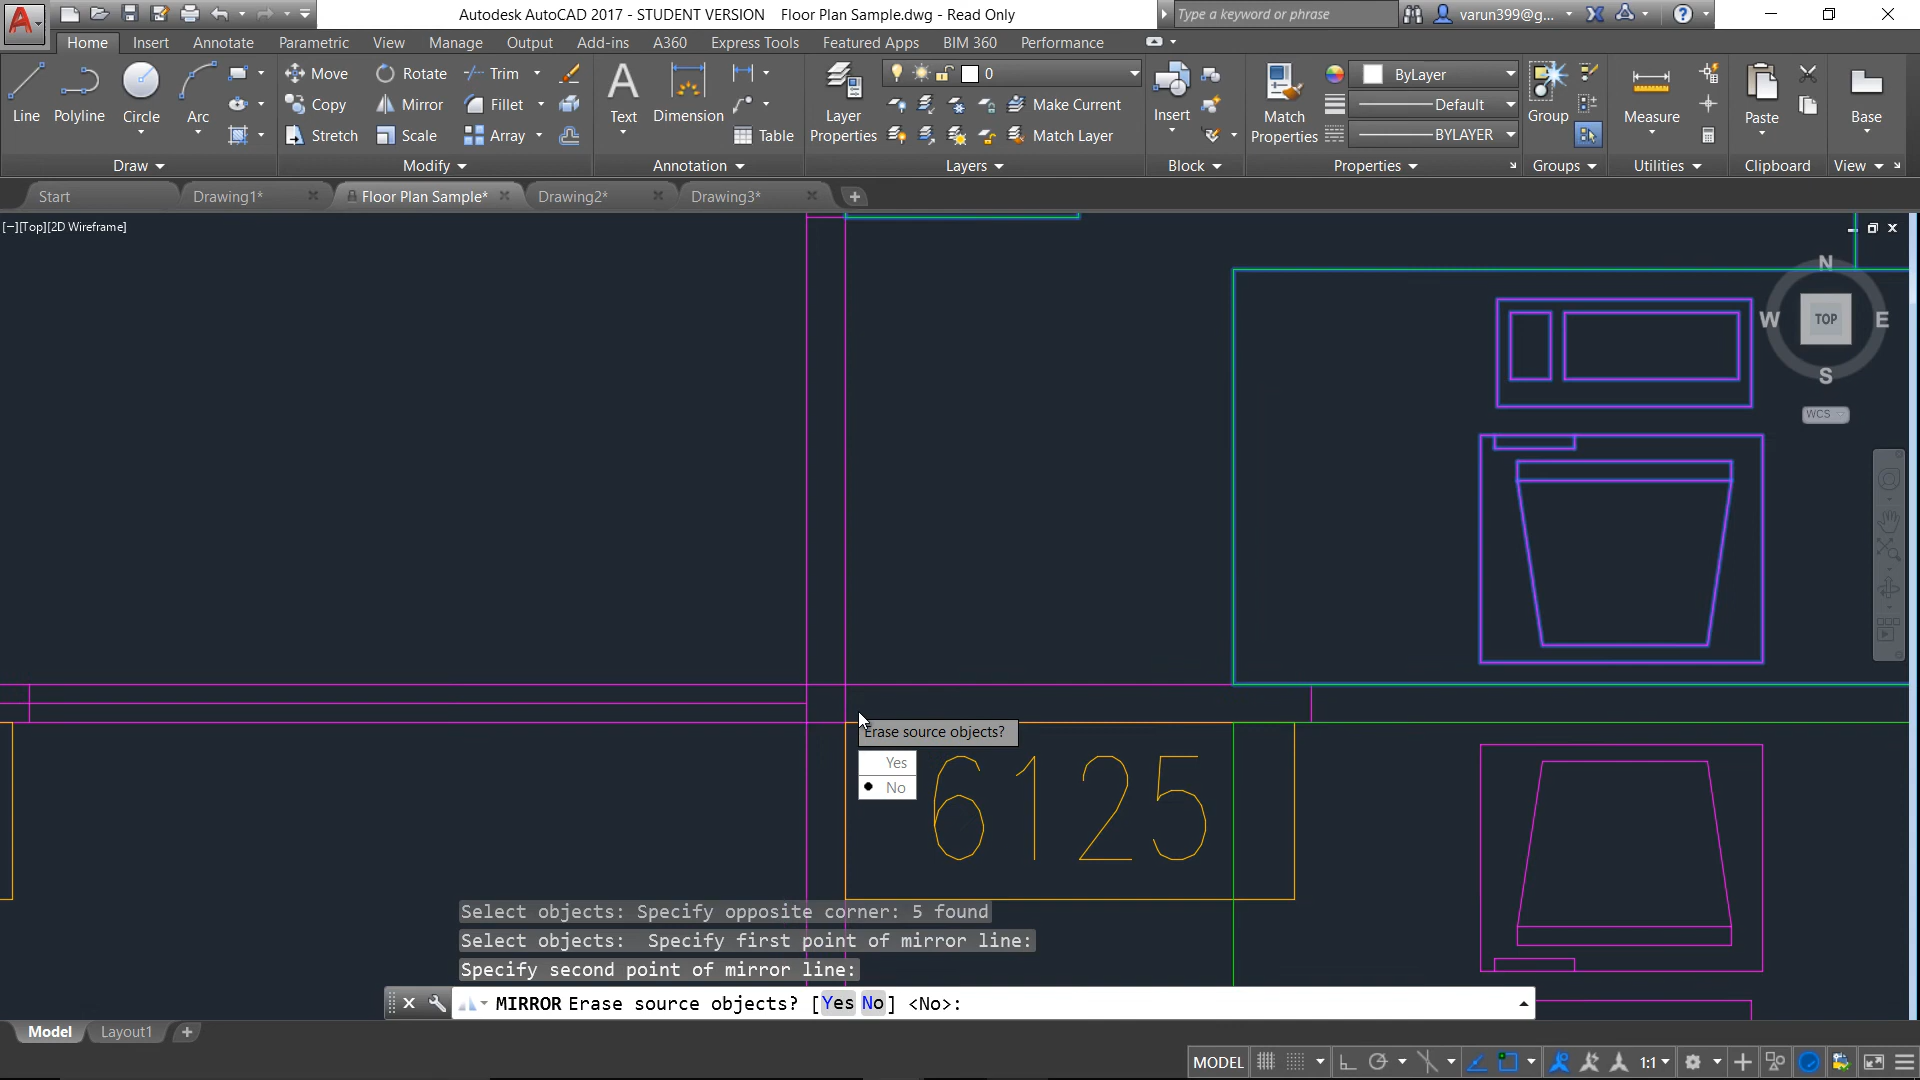 Autodesk AutoCAD 2017 - STUDENT VERSION Floor Plan Sample.dwg - Read Only
Type a keyword or phrase
varun399@g...
Home Insert Annotate Parametric View Manage Output Add-ins A360 Express Tools Featured Apps BIM 360 Performance
Line Polyline Circle Arc
Move Rotate Trim
Copy Mirror Fillet
Stretch Scale Array
Text Dimension Table
Layer Properties
0
Make Current
Match Layer
Insert
Match Properties
ByLayer
Default
BYLAYER
Group
Measure
Paste
Base
Draw Modify Annotation Layers Block Properties Groups Utilities Clipboard View
Start Drawing1* Floor Plan Sample* Drawing2* Drawing3*
[−][Top][2D Wireframe]
N
W TOP E
S
WCS
Erase source objects?
Yes
No
6125
Select objects: Specify opposite corner: 5 found
Select objects: Specify first point of mirror line:
Specify second point of mirror line:
MIRROR Erase source objects? [Yes No] <No>:
Model Layout1
MODEL 1:1